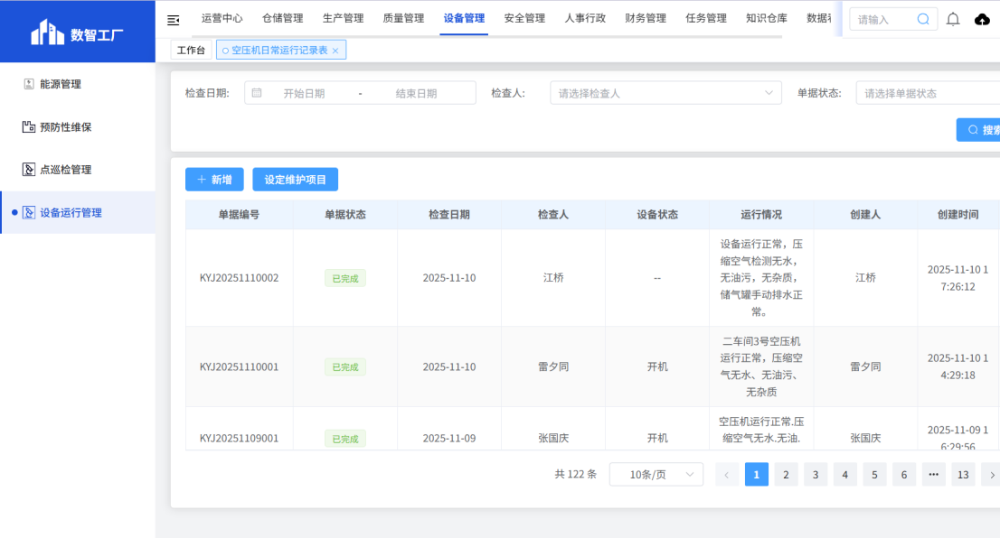 数智工厂
运营中心 仓储管理 生产管理 质量管理 设备管理 安全管理 人事行政 财务管理 任务管理 知识仓库 数据
请输入
工作台 空压机日常运行记录表 ×
能源管理
预防性维保
点巡检管理
设备运行管理
检查日期: 开始日期 - 结束日期 检查人: 请选择检查人 单据状态: 请选择单据状态
搜索
+ 新增 设定维护项目
单据编号 单据状态 检查日期 检查人 设备状态 运行情况 创建人 创建时间
KYJ20251110002 已完成 2025-11-10 江桥 --
设备运行正常，压
缩空气检测无水，
无油污，无杂质，
储气罐手动排水正
常。
江桥
2025-11-10 1
7:26:12
KYJ20251110001 已完成 2025-11-10 雷夕同 开机
二车间3号空压机
运行正常，压缩空
气无水、无油污、
无杂质
雷夕同
2025-11-10 1
4:29:18
KYJ20251109001 已完成 2025-11-09 张国庆 开机
空压机运行正常.压
缩空气无水.无油.
张国庆
2025-11-09 1
6:29:56
共 122 条 10条/页 1 2 3 4 5 6 ••• 13